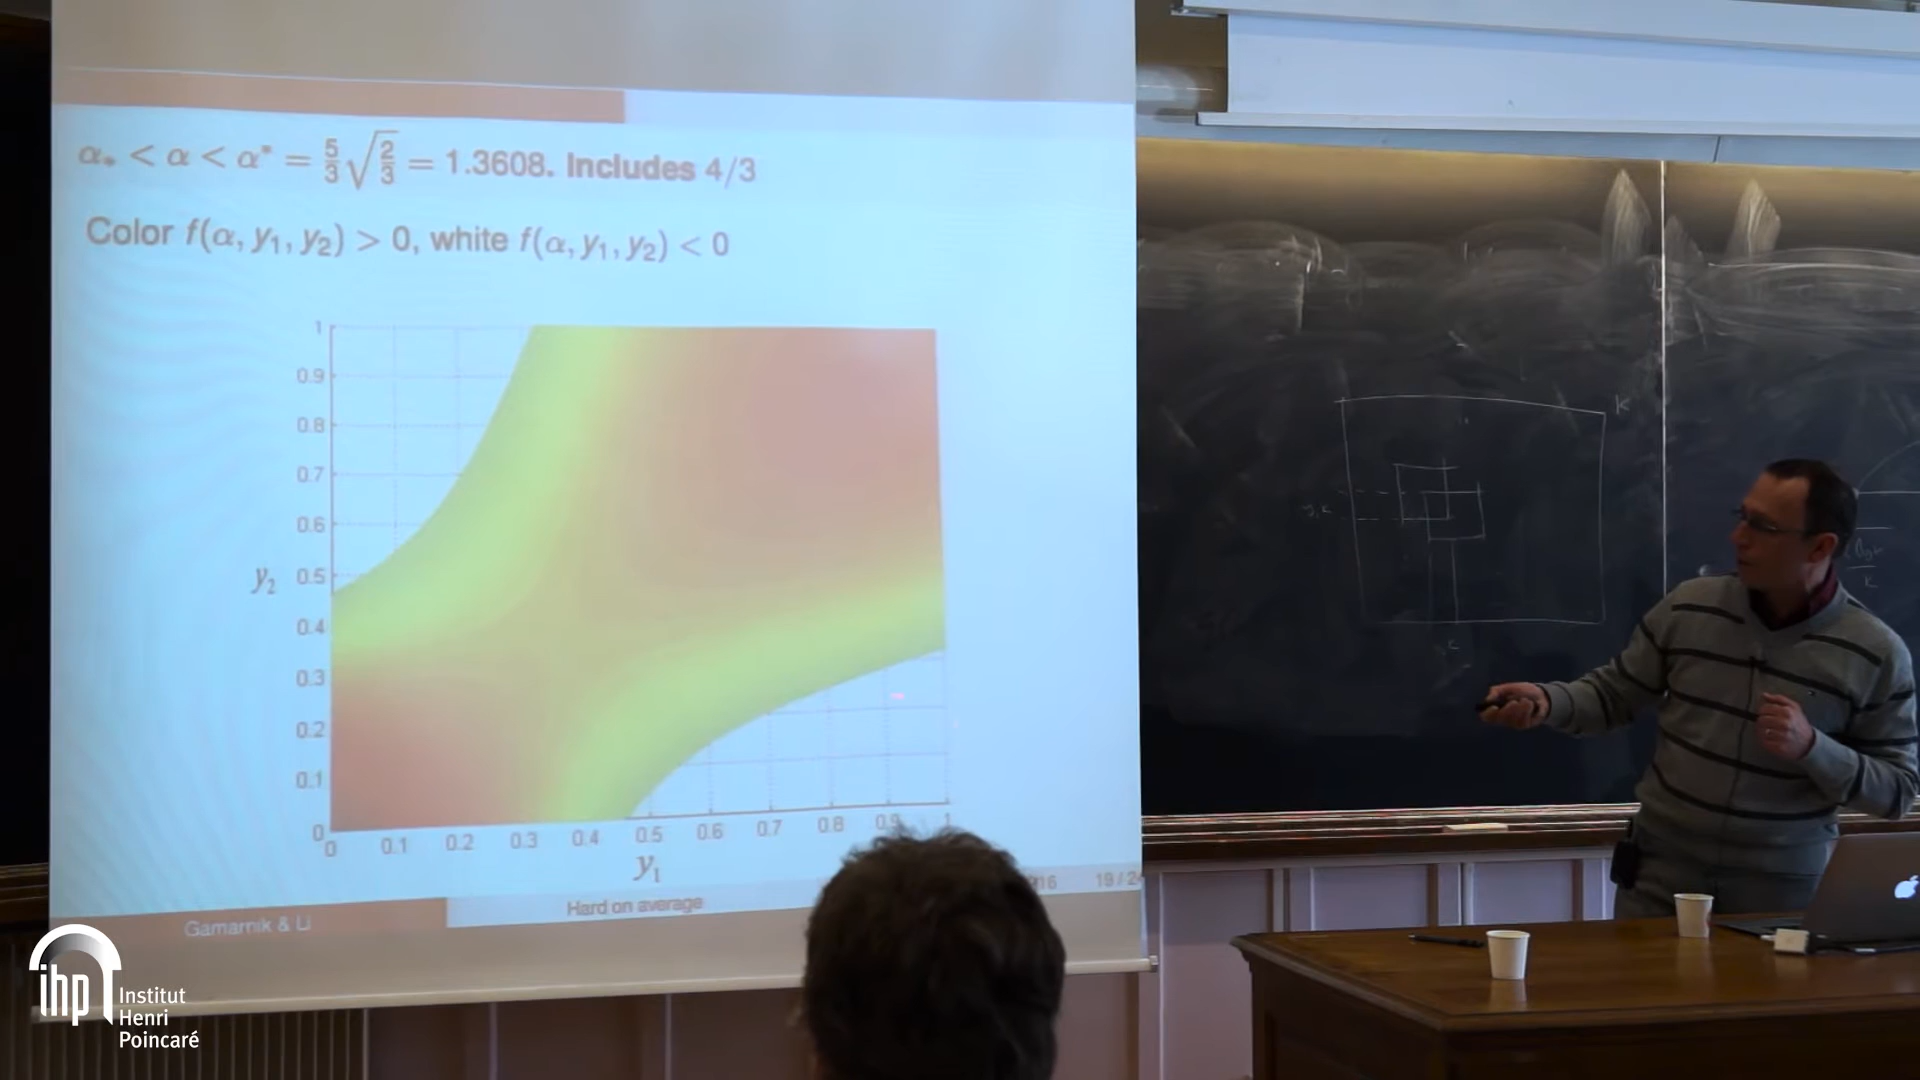 α* < α < α* = 5/3 √2/3 = 1.3608. Includes 4/3
Color f(α, y₁, y₂) > 0, white f(α, y₁, y₂) < 0
1
0.9
0.8
0.7
0.6
0.5
0.4
0.3
0.2
0.1
0
y₂
0 0.1 0.2 0.3 0.4 0.5 0.6 0.7 0.8 0.9 1
y₁
Gamarnik & Li
Hard on average
19 / 24
K
ihp
Institut
Henri
Poincaré